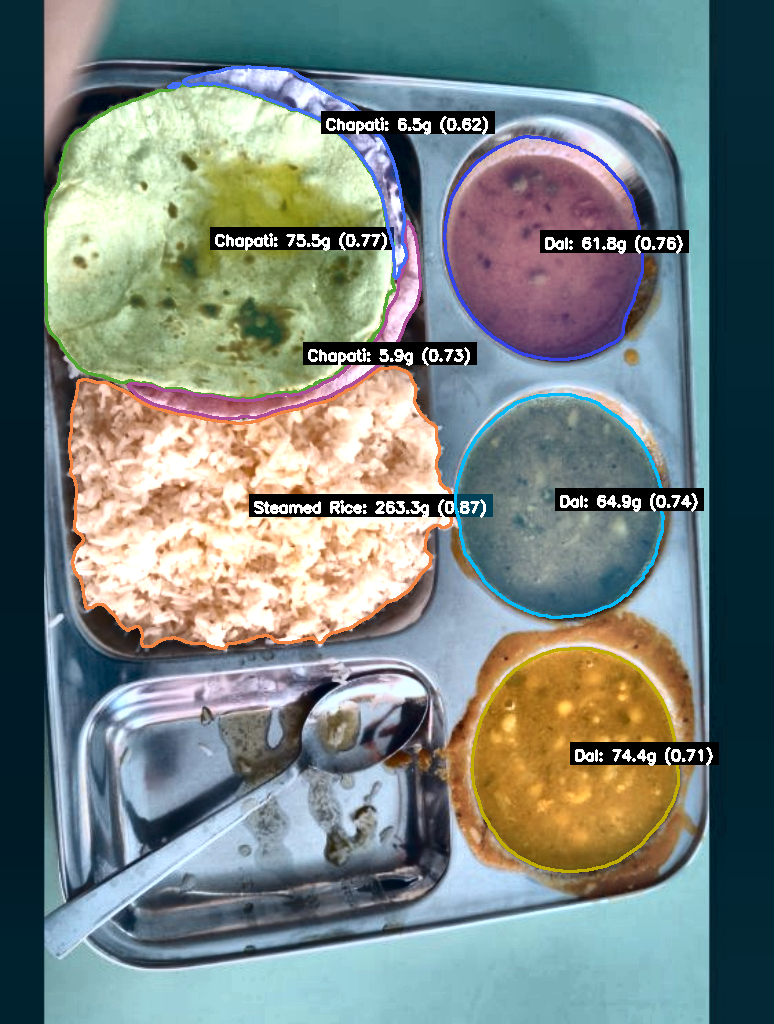 Chapati: 6.5g (0.62)
Chapati: 75.5g (0.77)
Dal: 61.8g (0.76)
Chapati: 5.9g (0.73)
Dal: 64.9g (0.74)
Steamed Rice: 263.3g (0.87)
Dal: 74.4g (0.71)